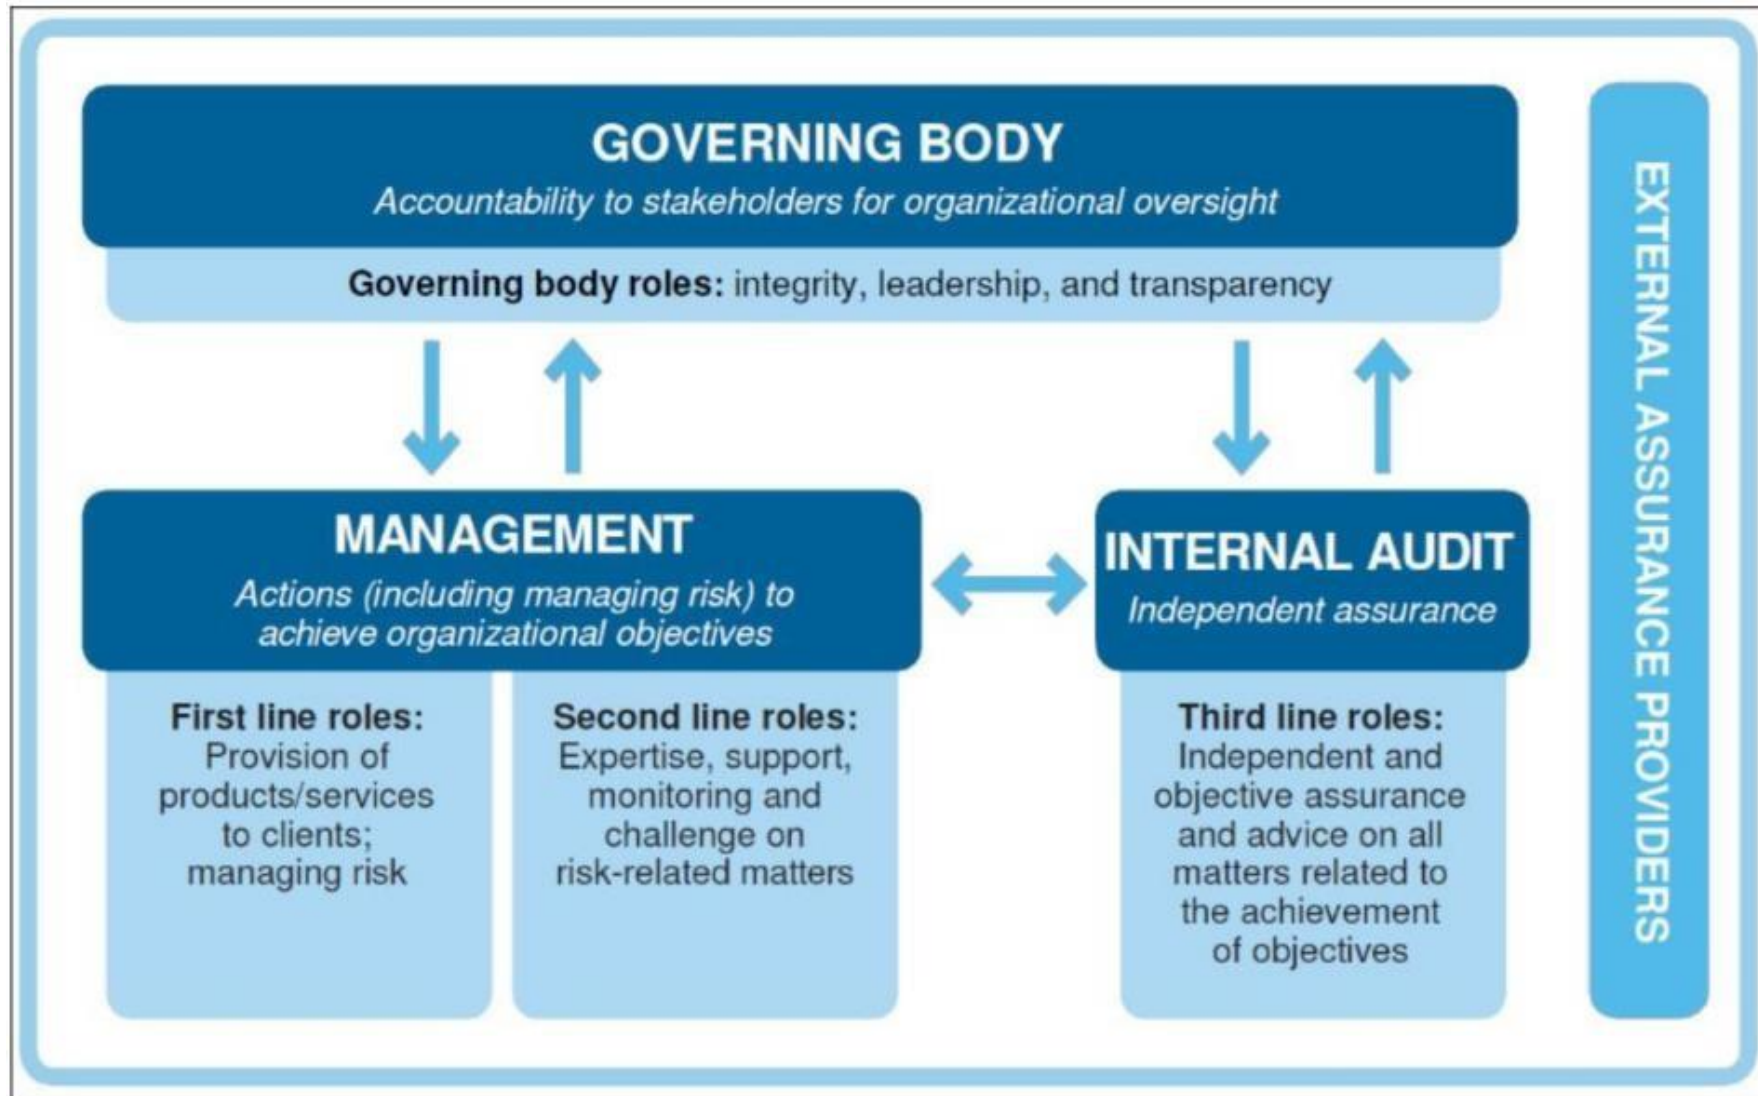 GOVERNING BODY
Accountability to stakeholders for organizational oversight
Governing body roles: integrity, leadership, and transparency
MANAGEMENT
Actions (including managing risk) to
achieve organizational objectives
First line roles:
Provision of
products/services
to clients;
managing risk
Second line roles:
Expertise, support,
monitoring and
challenge on
risk-related matters
INTERNAL AUDIT
Independent assurance
Third line roles:
Independent and
objective assurance
and advice on all
matters related to
the achievement
of objectives
EXTERNAL ASSURANCE PROVIDERS